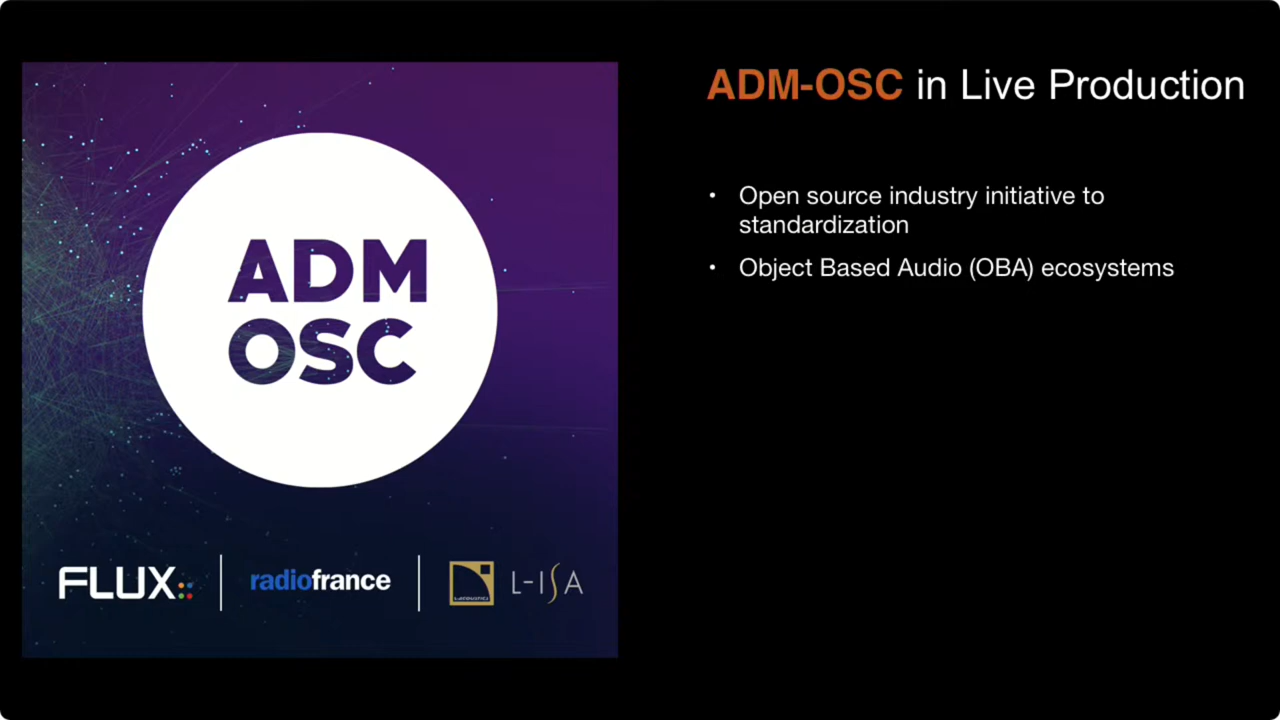 ADM-OSC in Live Production
• Open source industry initiative to
standardization
• Object Based Audio (OBA) ecosystems
ADM
OSC
FLUX::
radiofrance
L-ACOUSTICS
L-ISA